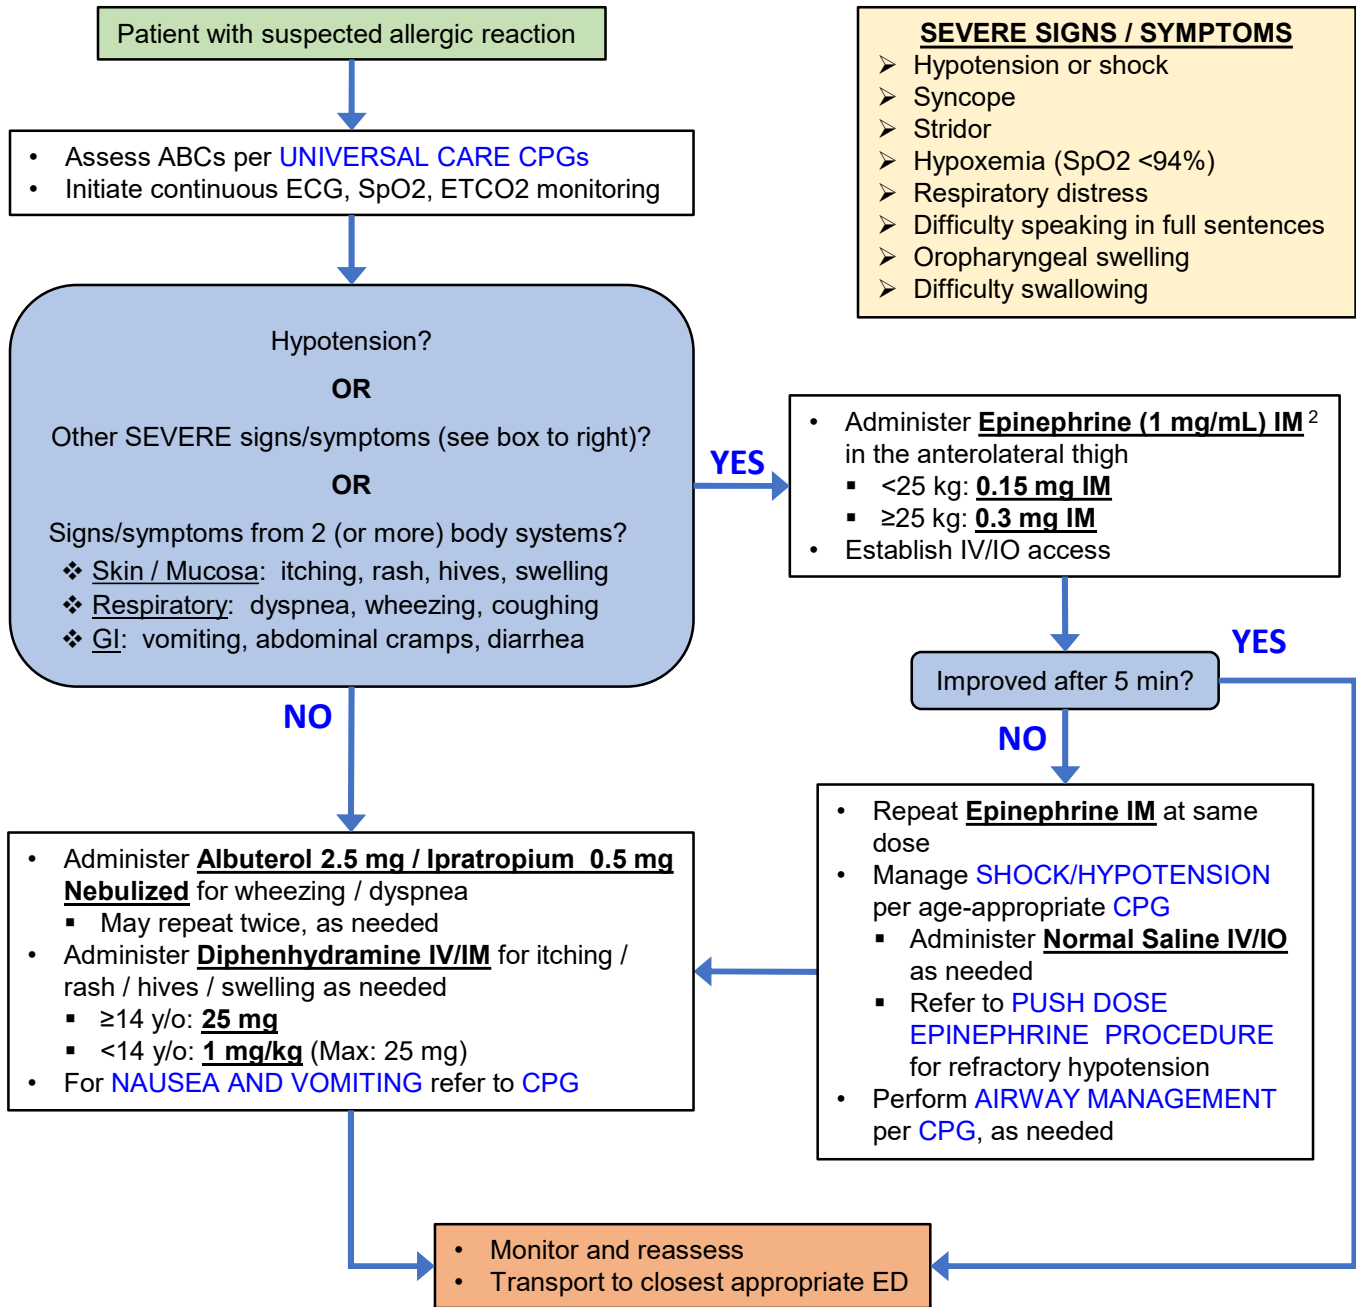 Patient with suspected allergic reaction
SEVERE SIGNS / SYMPTOMS
➢ Hypotension or shock
➢ Syncope
➢ Stridor
➢ Hypoxemia (SpO2 <94%)
➢ Respiratory distress
➢ Difficulty speaking in full sentences
➢ Oropharyngeal swelling
➢ Difficulty swallowing
• Assess ABCs per UNIVERSAL CARE CPGs
• Initiate continuous ECG, SpO2, ETCO2 monitoring
Hypotension?
OR
Other SEVERE signs/symptoms (see box to right)?
OR
Signs/symptoms from 2 (or more) body systems?
❖ Skin / Mucosa: itching, rash, hives, swelling
❖ Respiratory: dyspnea, wheezing, coughing
❖ GI: vomiting, abdominal cramps, diarrhea
YES
• Administer Epinephrine (1 mg/mL) IM 2
in the anterolateral thigh
▪ <25 kg: 0.15 mg IM
▪ ≥25 kg: 0.3 mg IM
• Establish IV/IO access
Improved after 5 min?
YES
NO
NO
• Repeat Epinephrine IM at same
dose
• Manage SHOCK/HYPOTENSION
per age-appropriate CPG
▪ Administer Normal Saline IV/IO
as needed
▪ Refer to PUSH DOSE
EPINEPHRINE PROCEDURE
for refractory hypotension
• Perform AIRWAY MANAGEMENT
per CPG, as needed
• Administer Albuterol 2.5 mg / Ipratropium 0.5 mg
Nebulized for wheezing / dyspnea
▪ May repeat twice, as needed
• Administer Diphenhydramine IV/IM for itching /
rash / hives / swelling as needed
▪ ≥14 y/o: 25 mg
▪ <14 y/o: 1 mg/kg (Max: 25 mg)
• For NAUSEA AND VOMITING refer to CPG
• Monitor and reassess
• Transport to closest appropriate ED